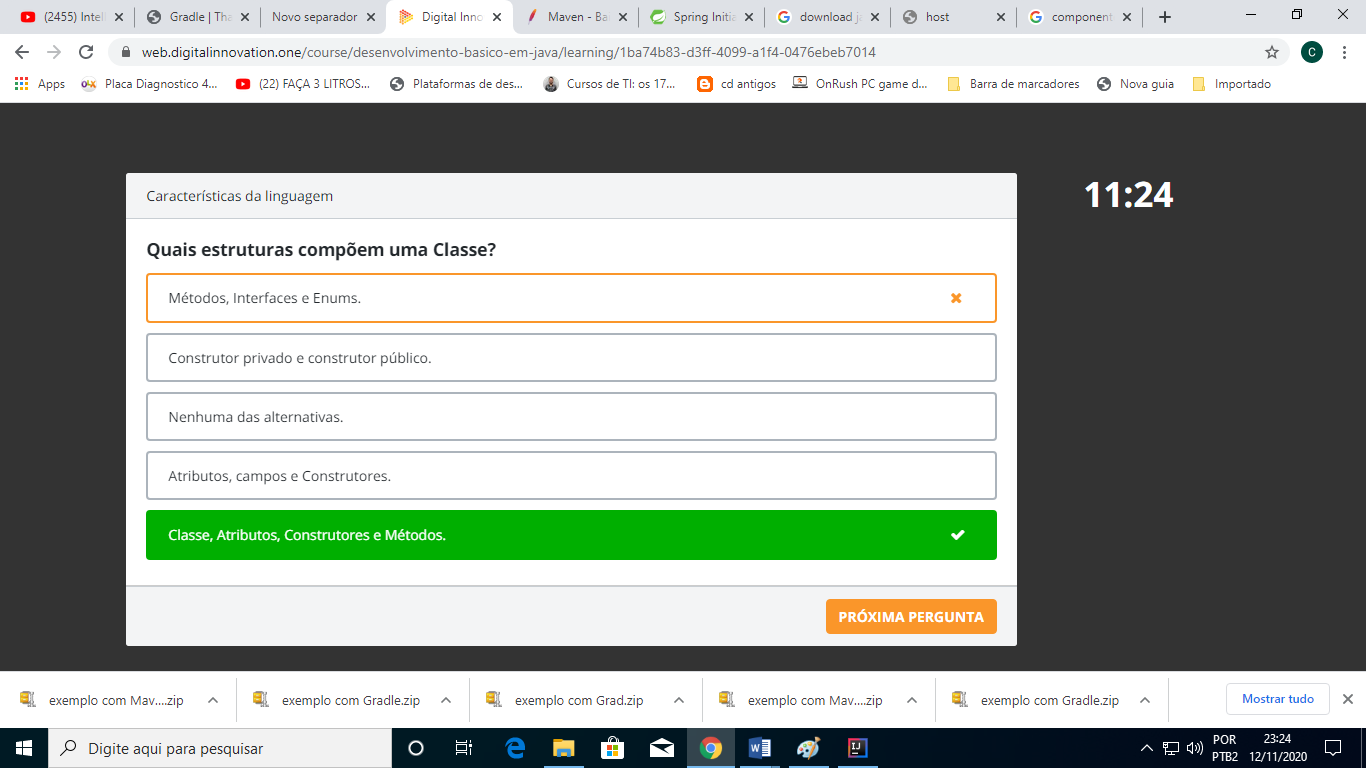 (2455) Intell
Gradle | Tha
Novo separador
Digital Inno
Maven - Ba
Spring Initia
download ja
host
component
web.digitalinnovation.one/course/desenvolvimento-basico-em-java/learning/1ba74b83-d3ff-4099-a1f4-0476ebeb7014
C
Apps
Placa Diagnostico 4...
(22) FAÇA 3 LITROS...
Plataformas de des...
Cursos de TI: os 17...
cd antigos
OnRush PC game d...
Barra de marcadores
Nova guia
Importado
Características da linguagem
11:24
Quais estruturas compõem uma Classe?
Métodos, Interfaces e Enums.
Construtor privado e construtor público.
Nenhuma das alternativas.
Atributos, campos e Construtores.
Classe, Atributos, Construtores e Métodos.
PRÓXIMA PERGUNTA
exemplo com Mav....zip
exemplo com Gradle.zip
exemplo com Grad.zip
exemplo com Mav....zip
exemplo com Gradle.zip
Mostrar tudo
Digite aqui para pesquisar
POR
PTB2
23:24
12/11/2020